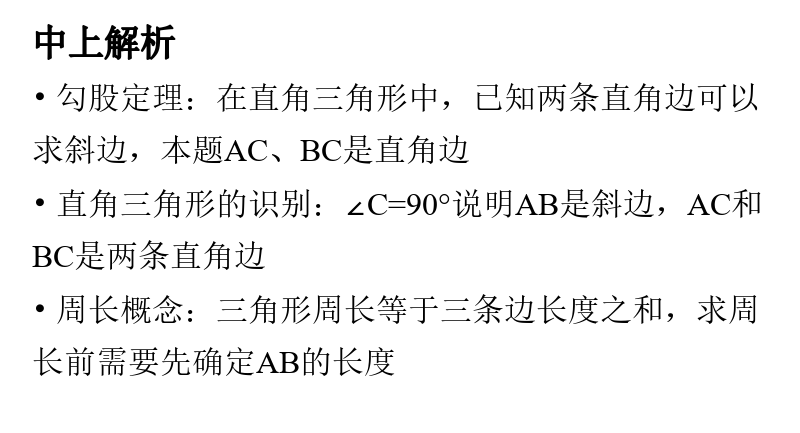 中上解析
• 勾股定理：在直角三角形中，已知两条直角边可以
求斜边，本题AC、BC是直角边
• 直角三角形的识别：∠C=90°说明AB是斜边，AC和
BC是两条直角边
• 周长概念：三角形周长等于三条边长度之和，求周
长前需要先确定AB的长度